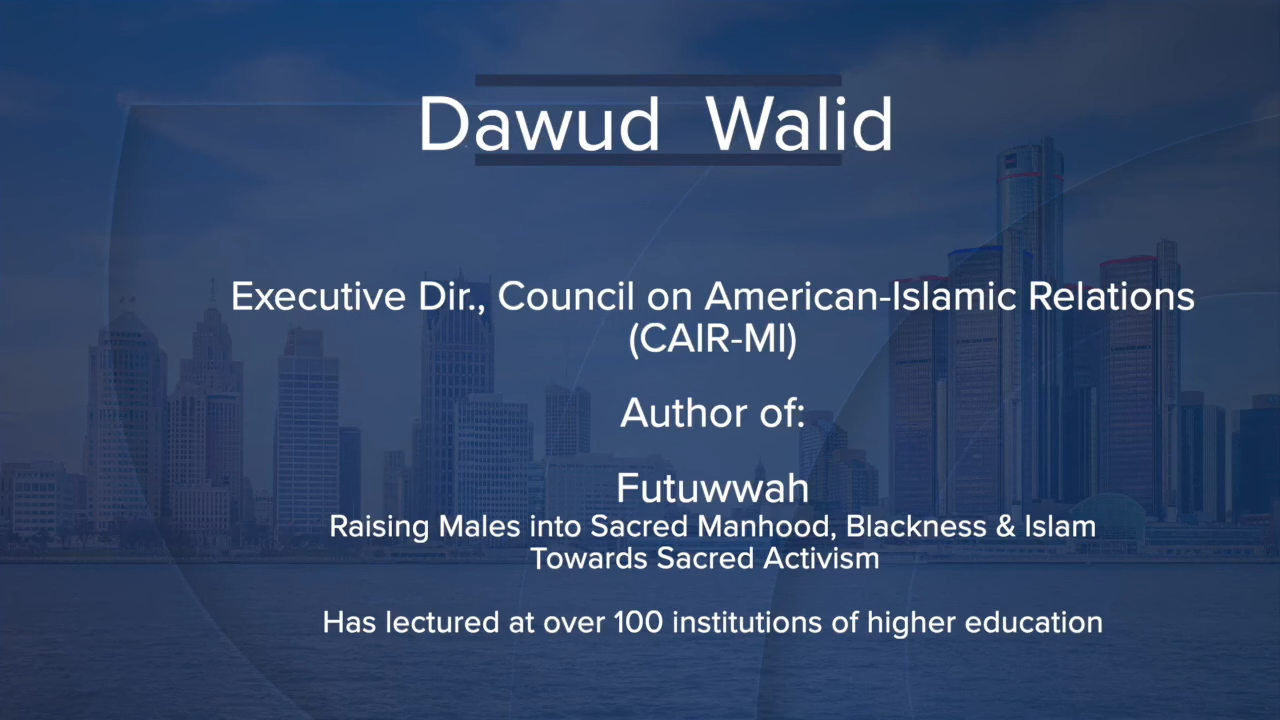 Dawud Walid
Executive Dir., Council on American-Islamic Relations
(CAIR-MI)
Author of:
Futuwwah
Raising Males into Sacred Manhood, Blackness & Islam
Towards Sacred Activism
Has lectured at over 100 institutions of higher education